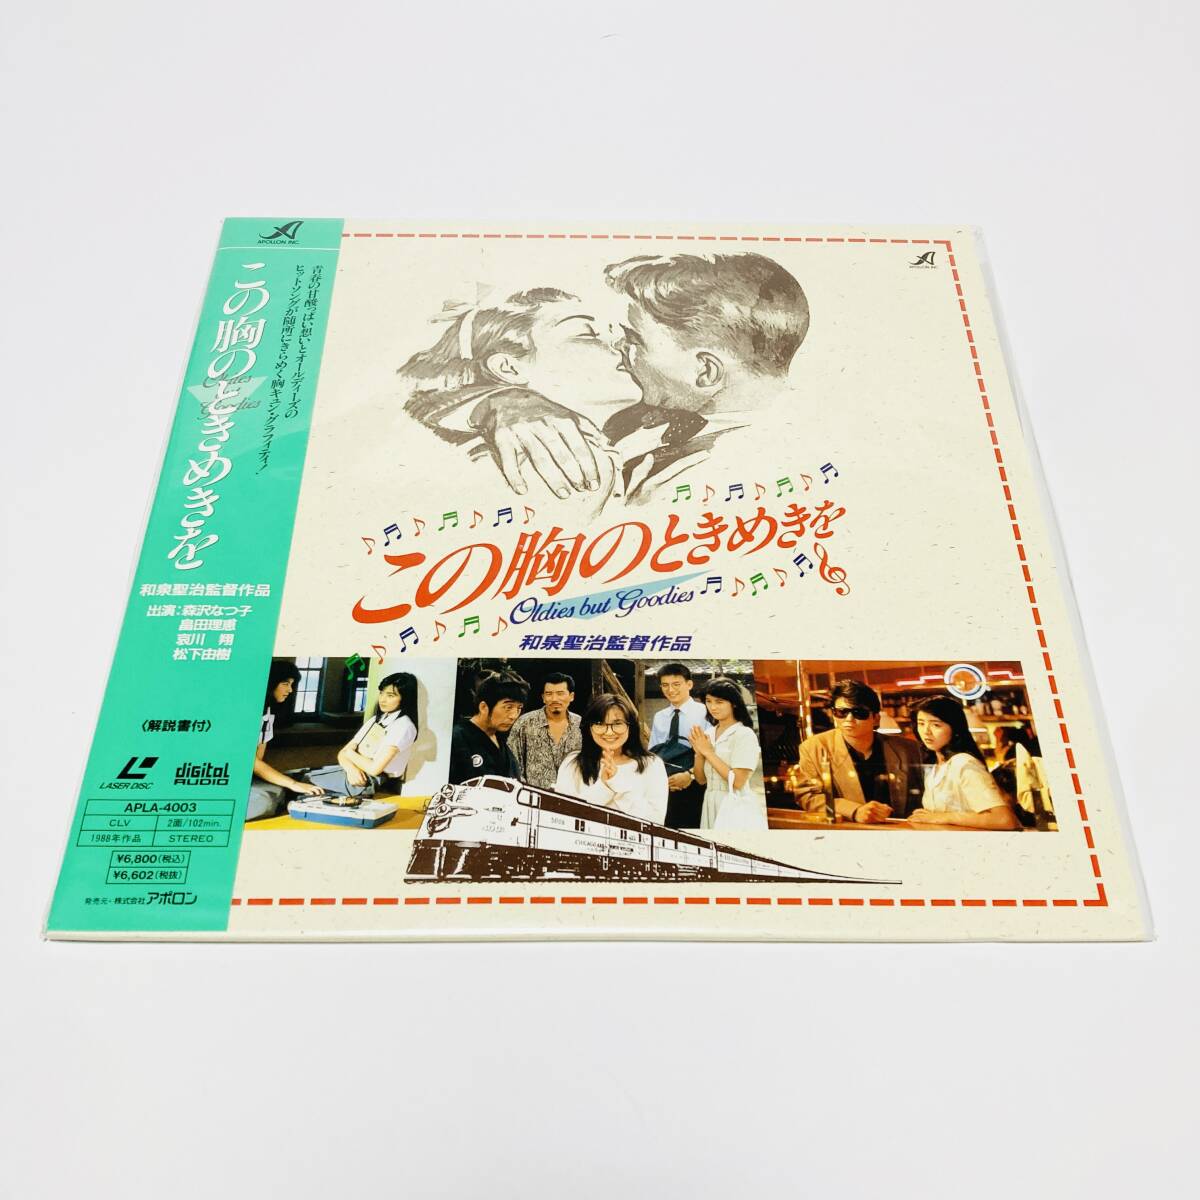 APOLLON INC.
この胸のときめきを
Oldies but Goodies
青春の甘酸っぱい想いとオールディーズの
ヒットソングが随所にきらめく胸キュン・グラフィティ!
和泉聖治監督作品
出演:森沢なつ子
畠田理恵
哀川 翔
松下由樹
〈解説書付〉
LASER DISC
digital AUDIO
APLA-4003
CLV 2面/102min.
1988年作品 STEREO
¥6,800(税込)
¥6,602(税抜)
発売元・株式会社アポロン
APOLLON INC.
この胸のときめきを
Oldies but Goodies
和泉聖治監督作品